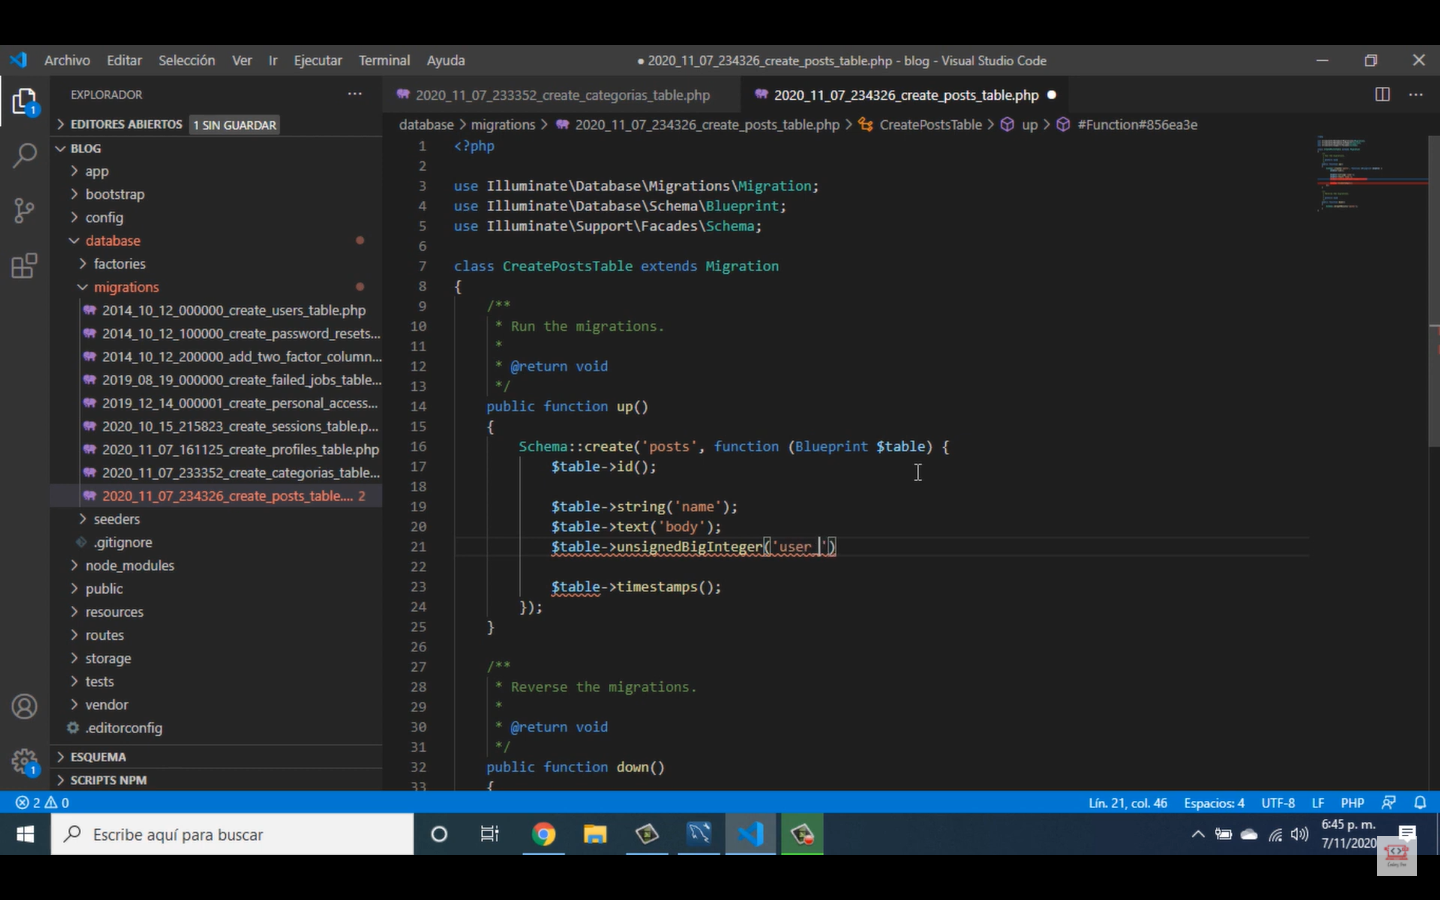 Archivo Editar Selección Ver Ir Ejecutar Terminal Ayuda
● 2020_11_07_234326_create_posts_table.php - blog - Visual Studio Code
EXPLORADOR
2020_11_07_233352_create_categorias_table.php
2020_11_07_234326_create_posts_table.php ●
EDITORES ABIERTOS 1 SIN GUARDAR
database > migrations > 2020_11_07_234326_create_posts_table.php > CreatePostsTable > up > #Function#856ea3e
BLOG
app
bootstrap
config
database
factories
migrations
2014_10_12_000000_create_users_table.php
2014_10_12_100000_create_password_resets...
2014_10_12_200000_add_two_factor_column...
2019_08_19_000000_create_failed_jobs_table...
2019_12_14_000001_create_personal_access...
2020_10_15_215823_create_sessions_table.p...
2020_11_07_161125_create_profiles_table.php
2020_11_07_233352_create_categorias_table...
2020_11_07_234326_create_posts_table.... 2
seeders
.gitignore
node_modules
public
resources
routes
storage
tests
vendor
.editorconfig
ESQUEMA
SCRIPTS NPM
1
1
1 <?php
2
3 use Illuminate\Database\Migrations\Migration;
4 use Illuminate\Database\Schema\Blueprint;
5 use Illuminate\Support\Facades\Schema;
6
7 class CreatePostsTable extends Migration
8 {
9 /**
10 * Run the migrations.
11 *
12 * @return void
13 */
14 public function up()
15 {
16 Schema::create('posts', function (Blueprint $table) {
17 $table->id();
18
19 $table->string('name');
20 $table->text('body');
21 $table->unsignedBigInteger('user_')
22
23 $table->timestamps();
24 });
25 }
26
27 /**
28 * Reverse the migrations.
29 *
30 * @return void
31 */
32 public function down()
33 {
2 0
Lín. 21, col. 46 Espacios: 4 UTF-8 LF PHP
Escribe aquí para buscar
6:45 p. m.
7/11/2020